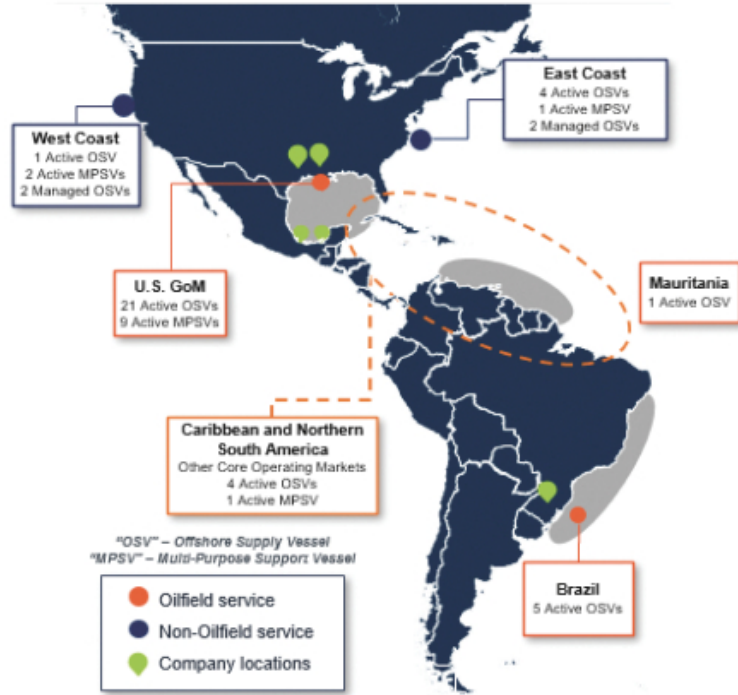 East Coast
4 Active OSVs
1 Active MPSV
2 Managed OSVs
West Coast
1 Active OSV
2 Active MPSVs
2 Managed OSVs
U.S. GoM
21 Active OSVs
9 Active MPSVs
Mauritania
1 Active OSV
Caribbean and Northern
South America
Other Core Operating Markets
4 Active OSVs
1 Active MPSV
"OSV" – Offshore Supply Vessel
"MPSV" – Multi-Purpose Support Vessel
Brazil
5 Active OSVs
Oilfield service
Non-Oilfield service
Company locations